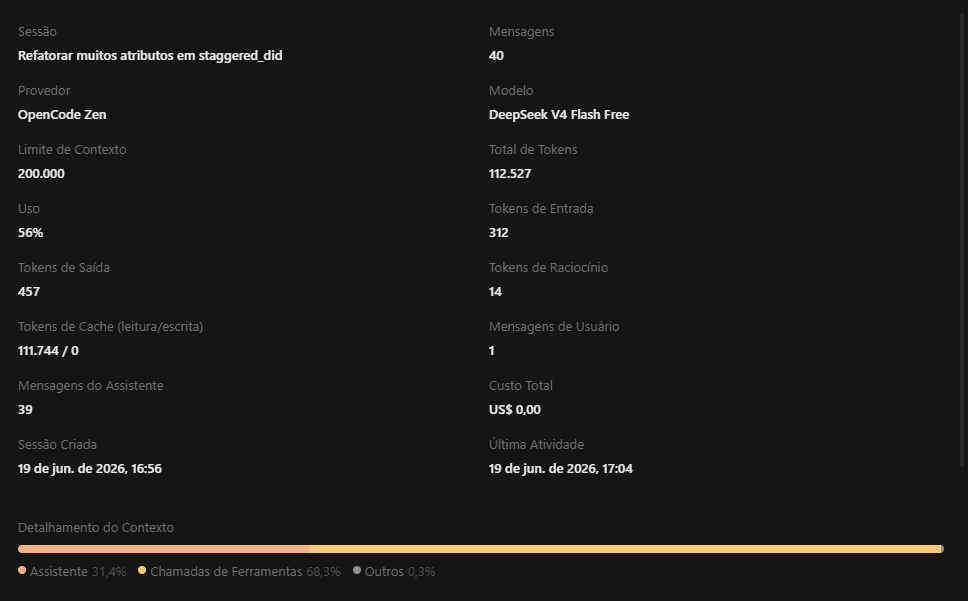 Sessão
Mensagens
Refatorar muitos atributos em staggered_did
40
Provedor
Modelo
OpenCode Zen
DeepSeek V4 Flash Free
Limite de Contexto
Total de Tokens
200.000
112.527
Uso
Tokens de Entrada
56%
312
Tokens de Saída
Tokens de Raciocínio
457
14
Tokens de Cache (leitura/escrita)
Mensagens de Usuário
111.744 / 0
1
Mensagens do Assistente
Custo Total
39
US$ 0,00
Sessão Criada
Última Atividade
19 de jun. de 2026, 16:56
19 de jun. de 2026, 17:04
Detalhamento do Contexto
Assistente 31,4% Chamadas de Ferramentas 68,3% Outros 0,3%